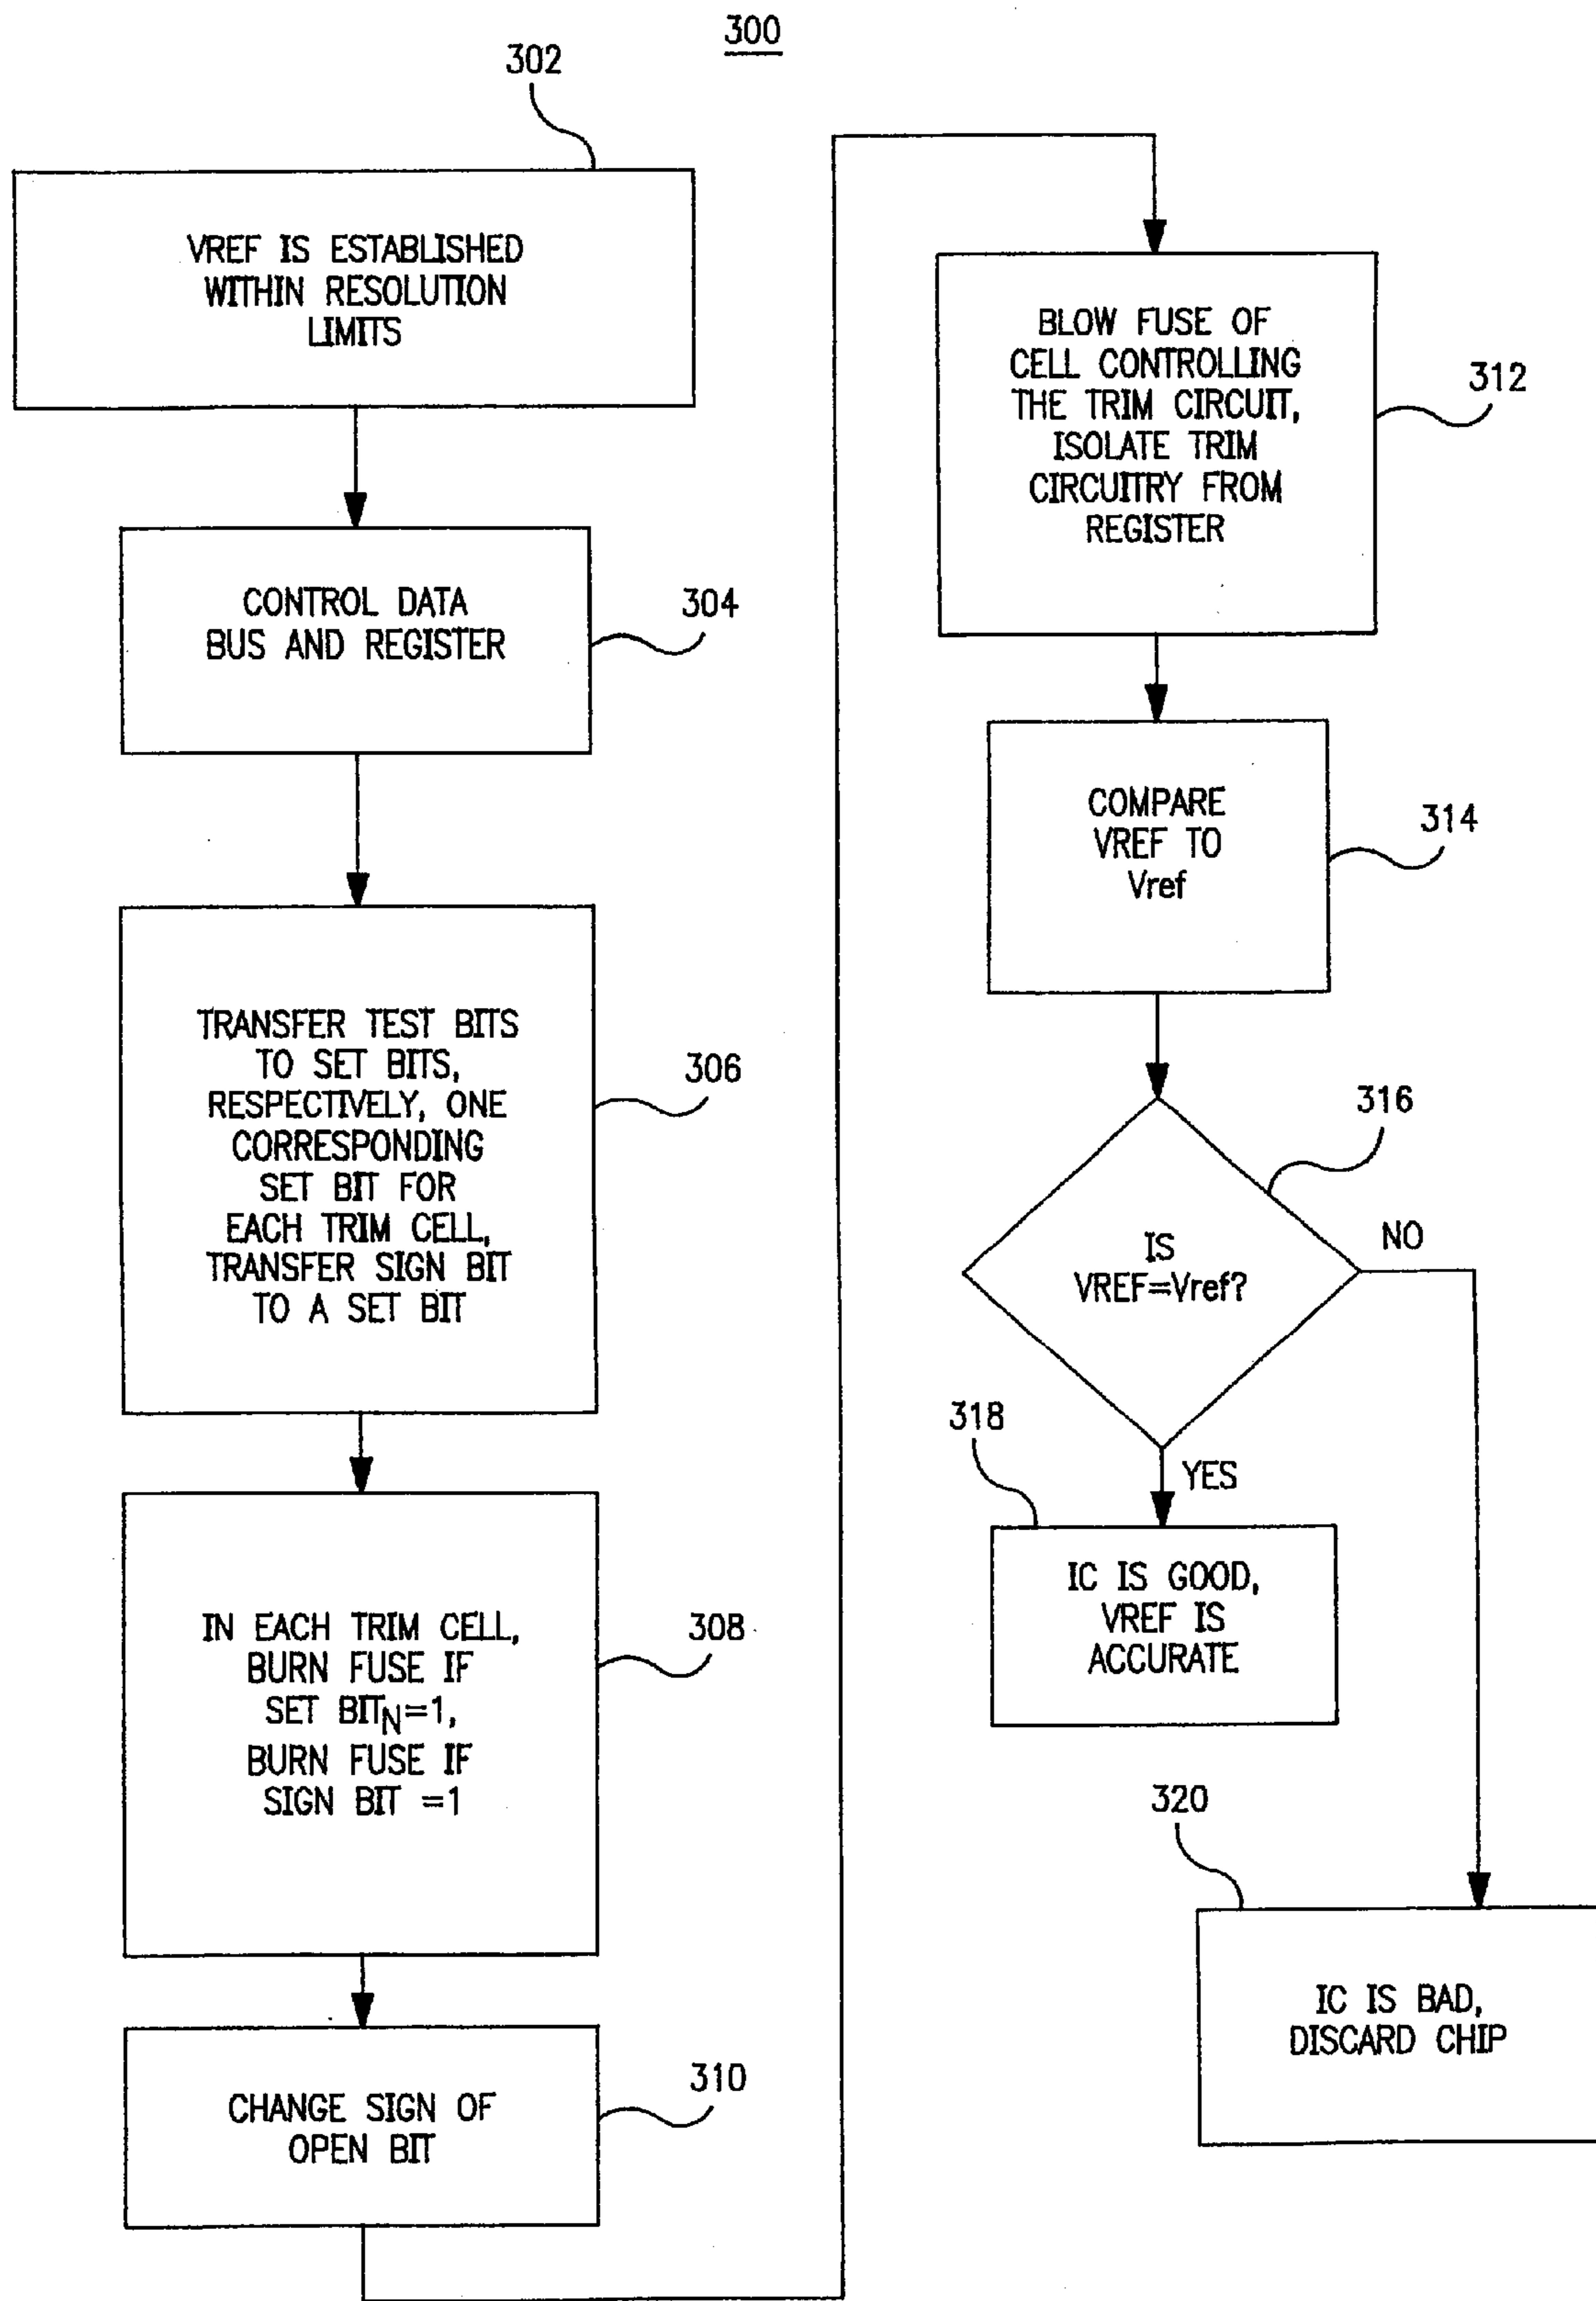 300
302
VREF IS ESTABLISHED
WITHIN RESOLUTION
LIMITS
CONTROL DATA
BUS AND REGISTER
304
TRANSFER TEST BITS
TO SET BITS,
RESPECTIVELY, ONE
CORRESPONDING
SET BIT FOR
EACH TRIM CELL,
TRANSFER SIGN BIT
TO A SET BIT
306
IN EACH TRIM CELL,
BURN FUSE IF
SET BITN=1,
BURN FUSE IF
SIGN BIT =1
308
CHANGE SIGN OF
OPEN BIT
310
BLOW FUSE OF
CELL CONTROLLING
THE TRIM CIRCUIT,
ISOLATE TRIM
CIRCUITRY FROM
REGISTER
312
COMPARE
VREF TO
Vref
314
316
IS
VREF=Vref?
NO
YES
318
IC IS GOOD,
VREF IS
ACCURATE
320
IC IS BAD,
DISCARD CHIP